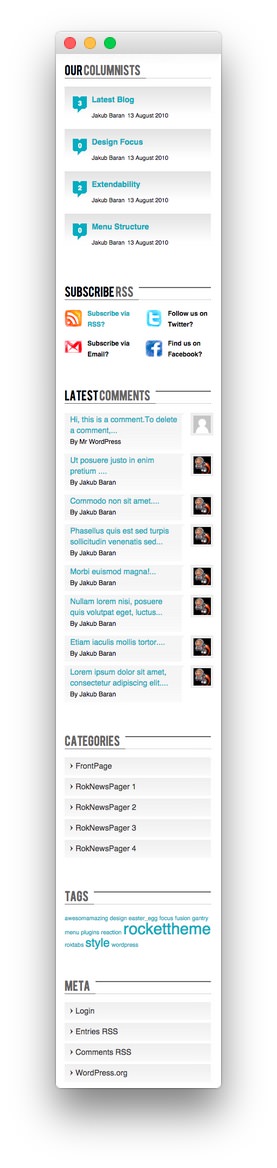 OUR COLUMNISTS
3
Latest Blog
Jakub Baran 13 August 2010
0
Design Focus
Jakub Baran 13 August 2010
2
Extendability
Jakub Baran 13 August 2010
0
Menu Structure
Jakub Baran 13 August 2010
SUBSCRIBE RSS
Subscribe via
RSS?
Follow us on
Twitter?
Subscribe via
Email?
Find us on
Facebook?
LATEST COMMENTS
Hi, this is a comment.To delete
a comment,...
By Mr WordPress
Ut posuere justo in enim
pretium ....
By Jakub Baran
Commodo non sit amet....
By Jakub Baran
Phasellus quis est sed turpis
sollicitudin venenatis sed...
By Jakub Baran
Morbi euismod magna!...
By Jakub Baran
Nullam lorem nisi, posuere
quis volutpat eget, luctus...
By Jakub Baran
Etiam iaculis mollis tortor....
By Jakub Baran
Lorem ipsum dolor sit amet,
consectetur adipiscing elit....
By Jakub Baran
CATEGORIES
FrontPage
RokNewsPager 1
RokNewsPager 2
RokNewsPager 3
RokNewsPager 4
TAGS
awesomamazing design easter_egg focus fusion gantry
menu plugins reaction rockettheme
roktabs style wordpress
META
Login
Entries RSS
Comments RSS
WordPress.org